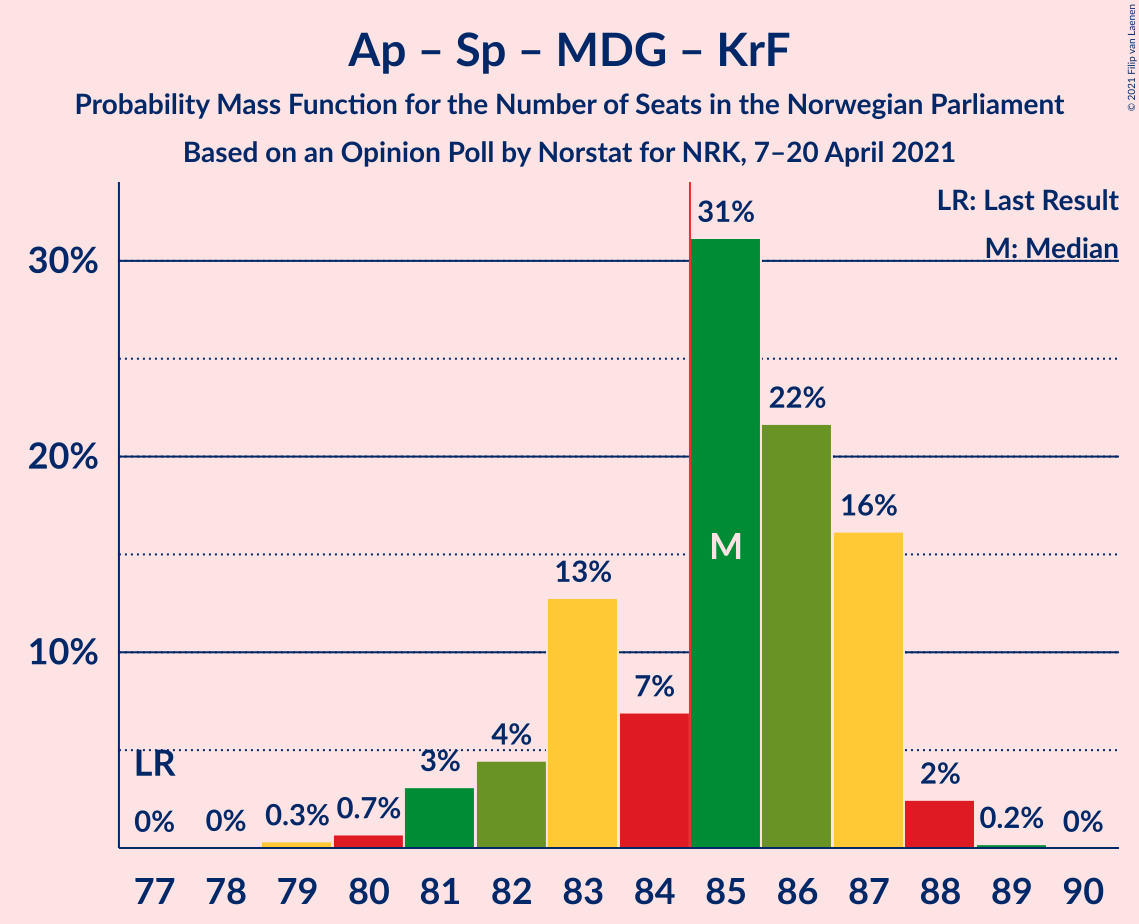 Ap – Sp – MDG – KrF
Probability Mass Function for the Number of Seats in the Norwegian Parliament
Based on an Opinion Poll by Norstat for NRK, 7–20 April 2021
© 2021 Filip van Laenen
LR: Last Result
M: Median
30%
20%
10%
LR
M
0%
0%
0.3%
0.7%
3%
4%
13%
7%
31%
22%
16%
2%
0.2%
0%
77 78 79 80 81 82 83 84 85 86 87 88 89 90